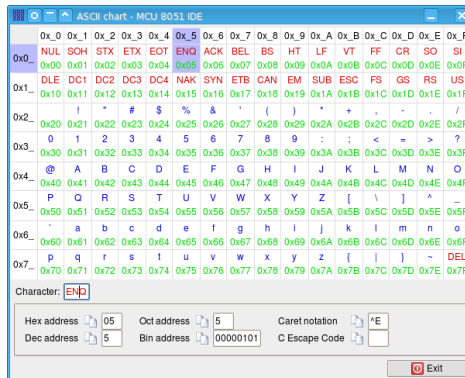 ASCII chart - MCU 8051 IDE
0x_0 0x_1 0x_2 0x_3 0x_4 0x_5 0x_6 0x_7 0x_8 0x_9 0x_A 0x_B 0x_C 0x_D 0x_E 0x_F
NUL SOH STX ETX EOT ENQ ACK BEL BS HT LF VT FF CR SO SI
0x0_
0x00 0x01 0x02 0x03 0x04 0x05 0x06 0x07 0x08 0x09 0x0A 0x0B 0x0C 0x0D 0x0E 0x0F
DLE DC1 DC2 DC3 DC4 NAK SYN ETB CAN EM SUB ESC FS GS RS US
0x1_
0x10 0x11 0x12 0x13 0x14 0x15 0x16 0x17 0x18 0x19 0x1A 0x1B 0x1C 0x1D 0x1E 0x1F
! " # $ % & ' ( ) * + , - . /
0x2_
0x20 0x21 0x22 0x23 0x24 0x25 0x26 0x27 0x28 0x29 0x2A 0x2B 0x2C 0x2D 0x2E 0x2F
0 1 2 3 4 5 6 7 8 9 : ; < = > ?
0x3_
0x30 0x31 0x32 0x33 0x34 0x35 0x36 0x37 0x38 0x39 0x3A 0x3B 0x3C 0x3D 0x3E 0x3F
@ A B C D E F G H I J K L M N O
0x4_
0x40 0x41 0x42 0x43 0x44 0x45 0x46 0x47 0x48 0x49 0x4A 0x4B 0x4C 0x4D 0x4E 0x4F
P Q R S T U V W X Y Z [ \ ] ^ _
0x5_
0x50 0x51 0x52 0x53 0x54 0x55 0x56 0x57 0x58 0x59 0x5A 0x5B 0x5C 0x5D 0x5E 0x5F
` a b c d e f g h i j k l m n o
0x6_
0x60 0x61 0x62 0x63 0x64 0x65 0x66 0x67 0x68 0x69 0x6A 0x6B 0x6C 0x6D 0x6E 0x6F
p q r s t u v w x y z { | } ~ DEL
0x7_
0x70 0x71 0x72 0x73 0x74 0x75 0x76 0x77 0x78 0x79 0x7A 0x7B 0x7C 0x7D 0x7E 0x7F
Character: ENQ
Hex address 05 Oct address 5 Caret notation ^E
Dec address 5 Bin address 00000101 C Escape Code
Exit